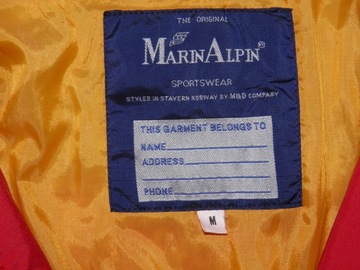 THE ORIGINAL
MARINALPIN
SPORTSWEAR
STYLED IN STAVERN NORWAY BY M&D COMPANY
THIS GARMENT BELONGS TO
NAME
ADDRESS
PHONE
M